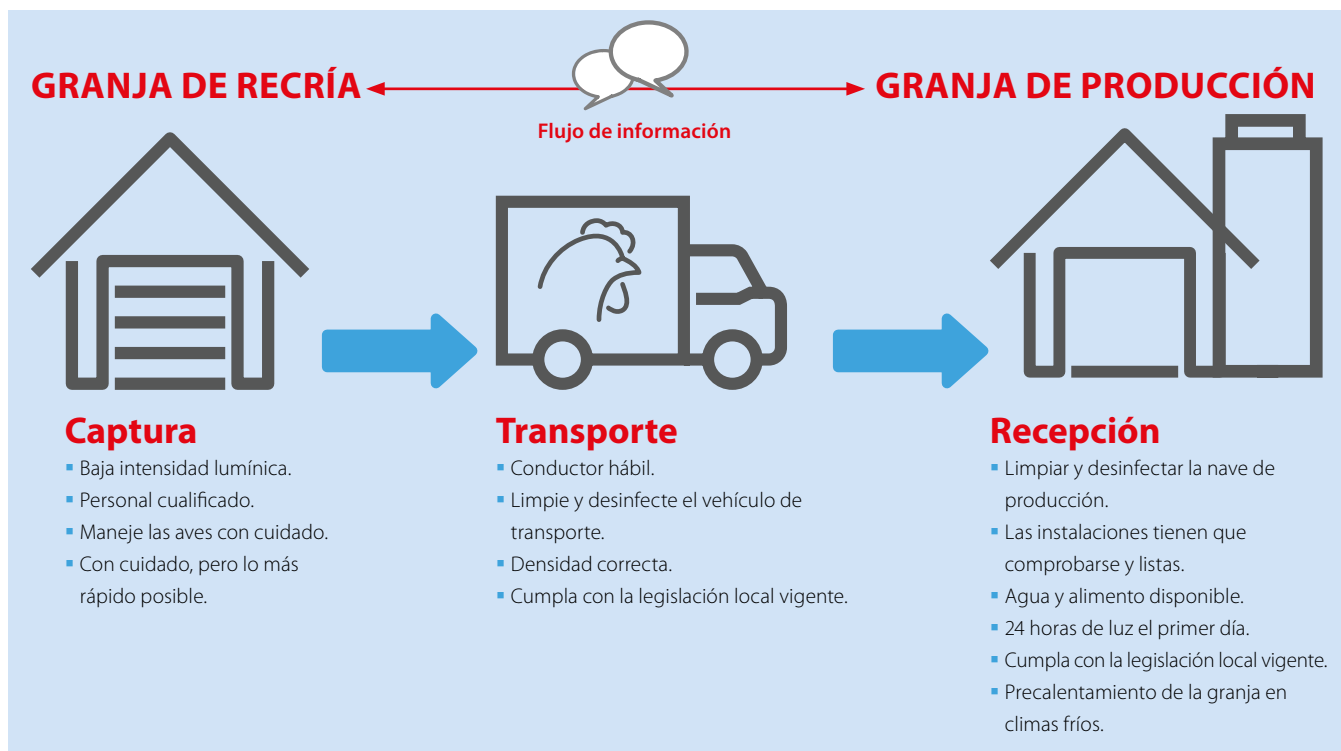 GRANJA DE RECRÍA
GRANJA DE PRODUCCIÓN
Flujo de información
Captura
▪ Baja intensidad lumínica.
▪ Personal cualificado.
▪ Maneje las aves con cuidado.
▪ Con cuidado, pero lo más
rápido posible.
Transporte
▪ Conductor hábil.
▪ Limpie y desinfecte el vehículo de
transporte.
▪ Densidad correcta.
▪ Cumpla con la legislación local vigente.
Recepción
▪ Limpiar y desinfectar la nave de
producción.
▪ Las instalaciones tienen que
comprobarse y listas.
▪ Agua y alimento disponible.
▪ 24 horas de luz el primer día.
▪ Cumpla con la legislación local vigente.
▪ Precalentamiento de la granja en
climas fríos.